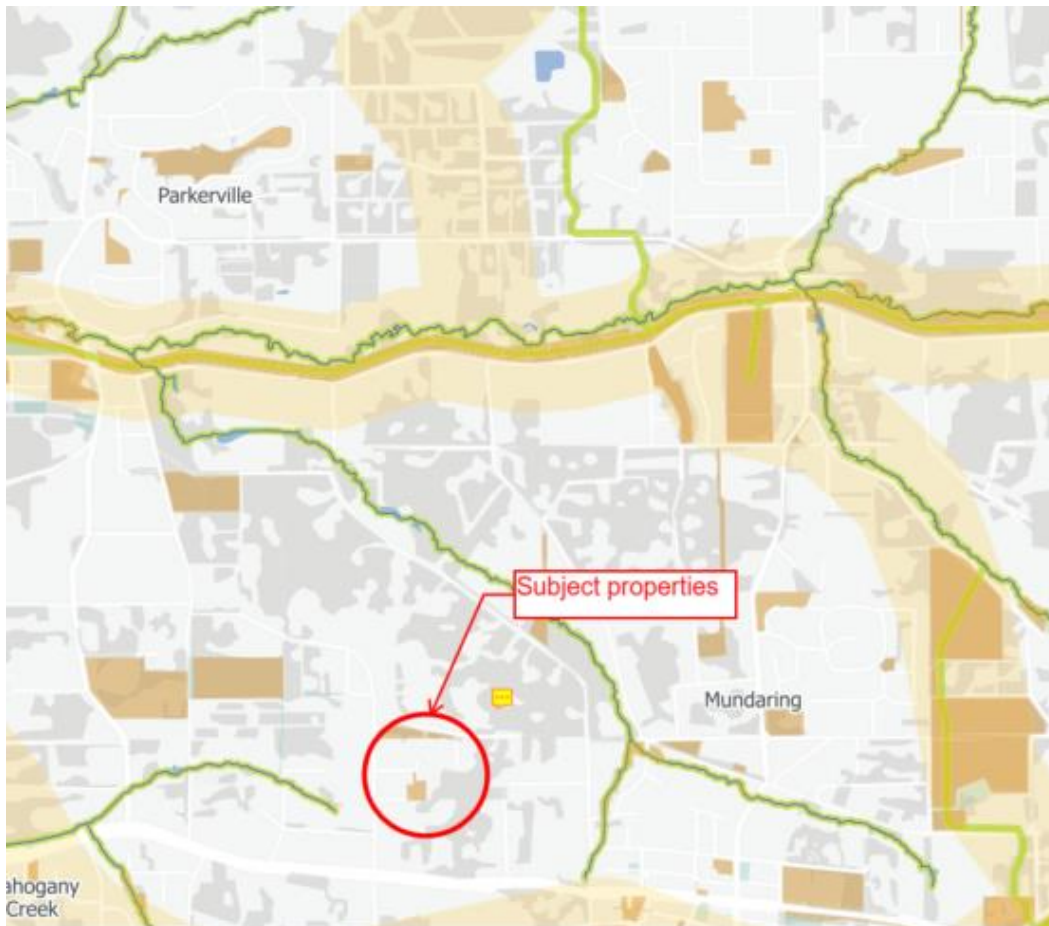 Parkerville
Subject properties
Mundaring
ahogany
Creek